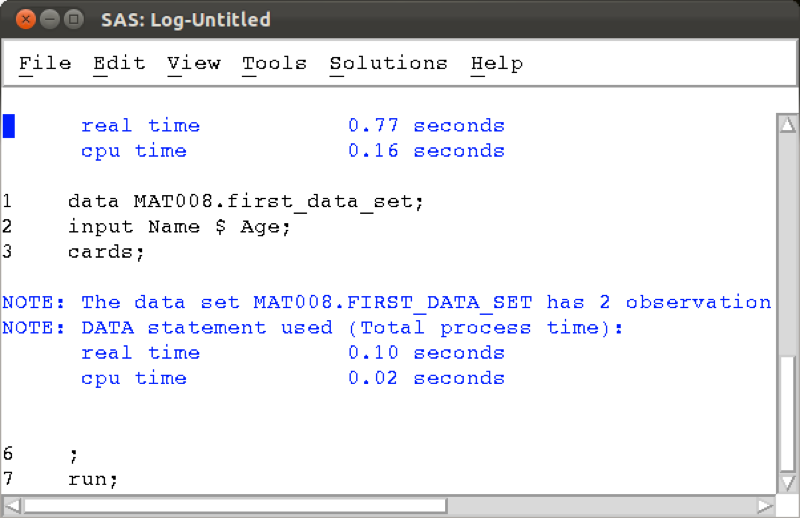 SAS: Log-Untitled
File Edit View Tools Solutions Help
real time 0.77 seconds
cpu time 0.16 seconds
1 data MAT008.first_data_set;
2 input Name $ Age;
3 cards;
NOTE: The data set MAT008.FIRST_DATA_SET has 2 observation
NOTE: DATA statement used (Total process time):
real time 0.10 seconds
cpu time 0.02 seconds
6 ;
7 run;